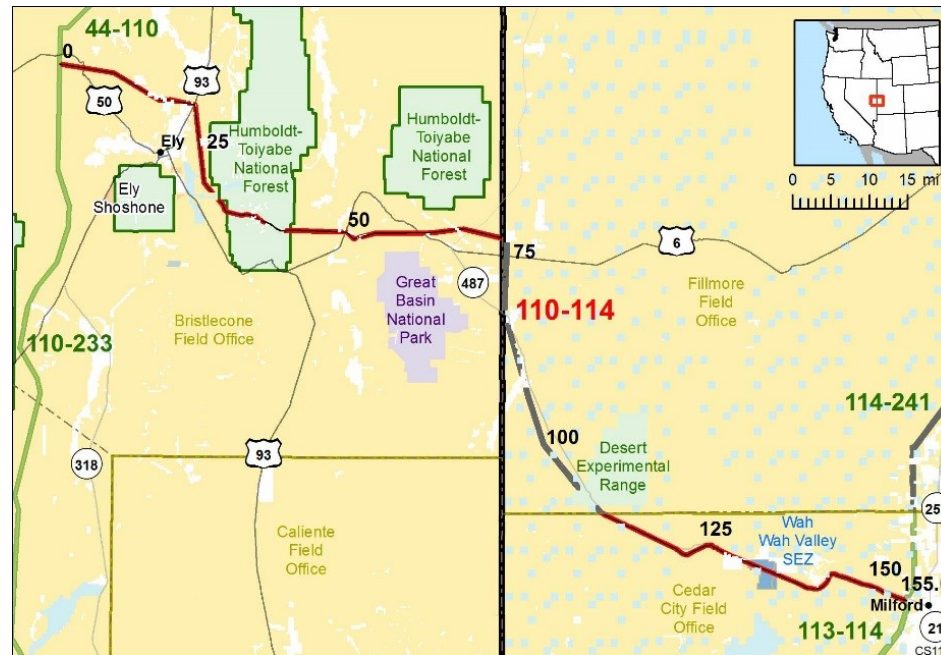 44-110
0
93
50
Ely
25
Humboldt-
Toiyabe
National
Forest
Humboldt-
Toiyabe
National
Forest
0 5 10 15 mi
Ely
Shoshone
50
75
6
487
Great
Basin
National
Park
Fillmore
Field
Office
110-114
Bristlecone
Field Office
110-233
114-241
100
Desert
Experimental
Range
318
93
125
Wah
Wah Valley
SEZ
Caliente
Field
Office
150
155.
Cedar
City Field
Office
Milford
113-114
21